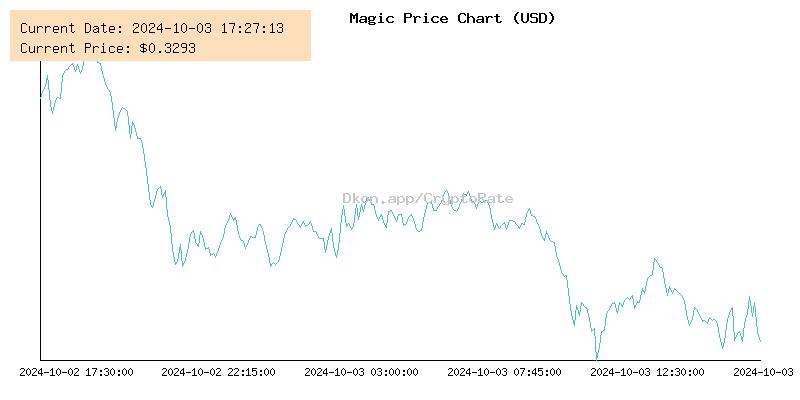 Magic Price Chart (USD)
Current Date: 2024-10-03 17:27:13
Current Price: $0.3293
Dkon.app/CryptoRate
2024-10-02 17:30:00 2024-10-02 22:15:00 2024-10-03 03:00:00 2024-10-03 07:45:00 2024-10-03 12:30:00 2024-10-03